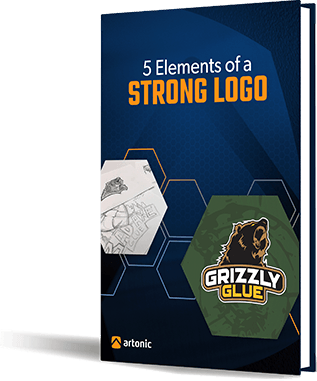 5 Elements of a
STRONG LOGO
GRIZZLY
GLUE
artonic